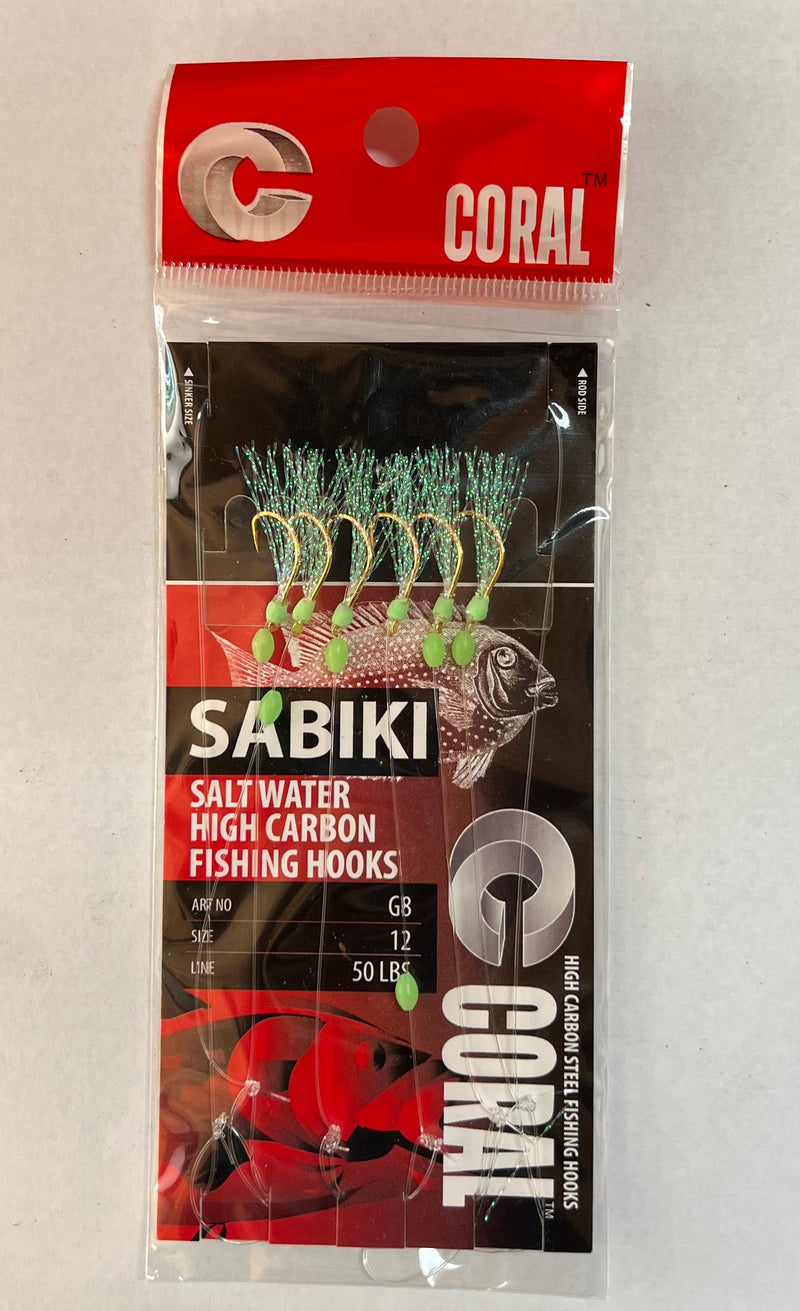 CORAL™
SINKER SIZE
ROD SIDE
SABIKI
SALT WATER
HIGH CARBON
FISHING HOOKS
ART NO G8
SIZE 12
LINE 50 LBS
CORAL™
HIGH CARBON STEEL FISHING HOOKS